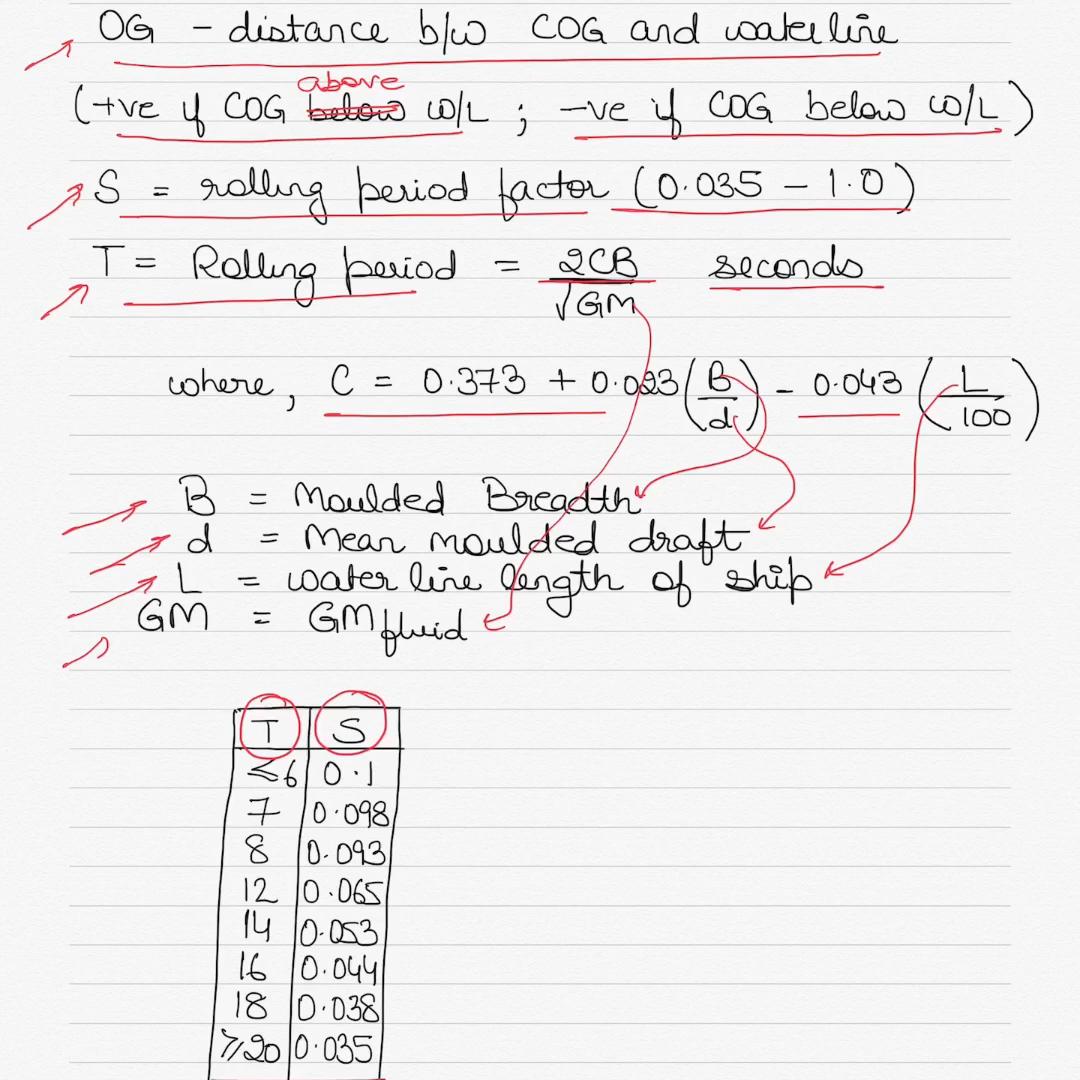 OG - distance b/w COG and waterline
above
(+ve if COG below w/L ; -ve if COG below w/L)
S = rolling period factor (0.035 - 1.0)
T = Rolling period = 2CB / √GM seconds
where, C = 0.373 + 0.023 (B/d) - 0.043 (L/100)
B = Moulded Breadth
d = Mean moulded draft
L = water line length of ship
GM = GM fluid
T S
≤6 0.1
7 0.098
8 0.093
12 0.065
14 0.053
16 0.044
18 0.038
≥20 0.035